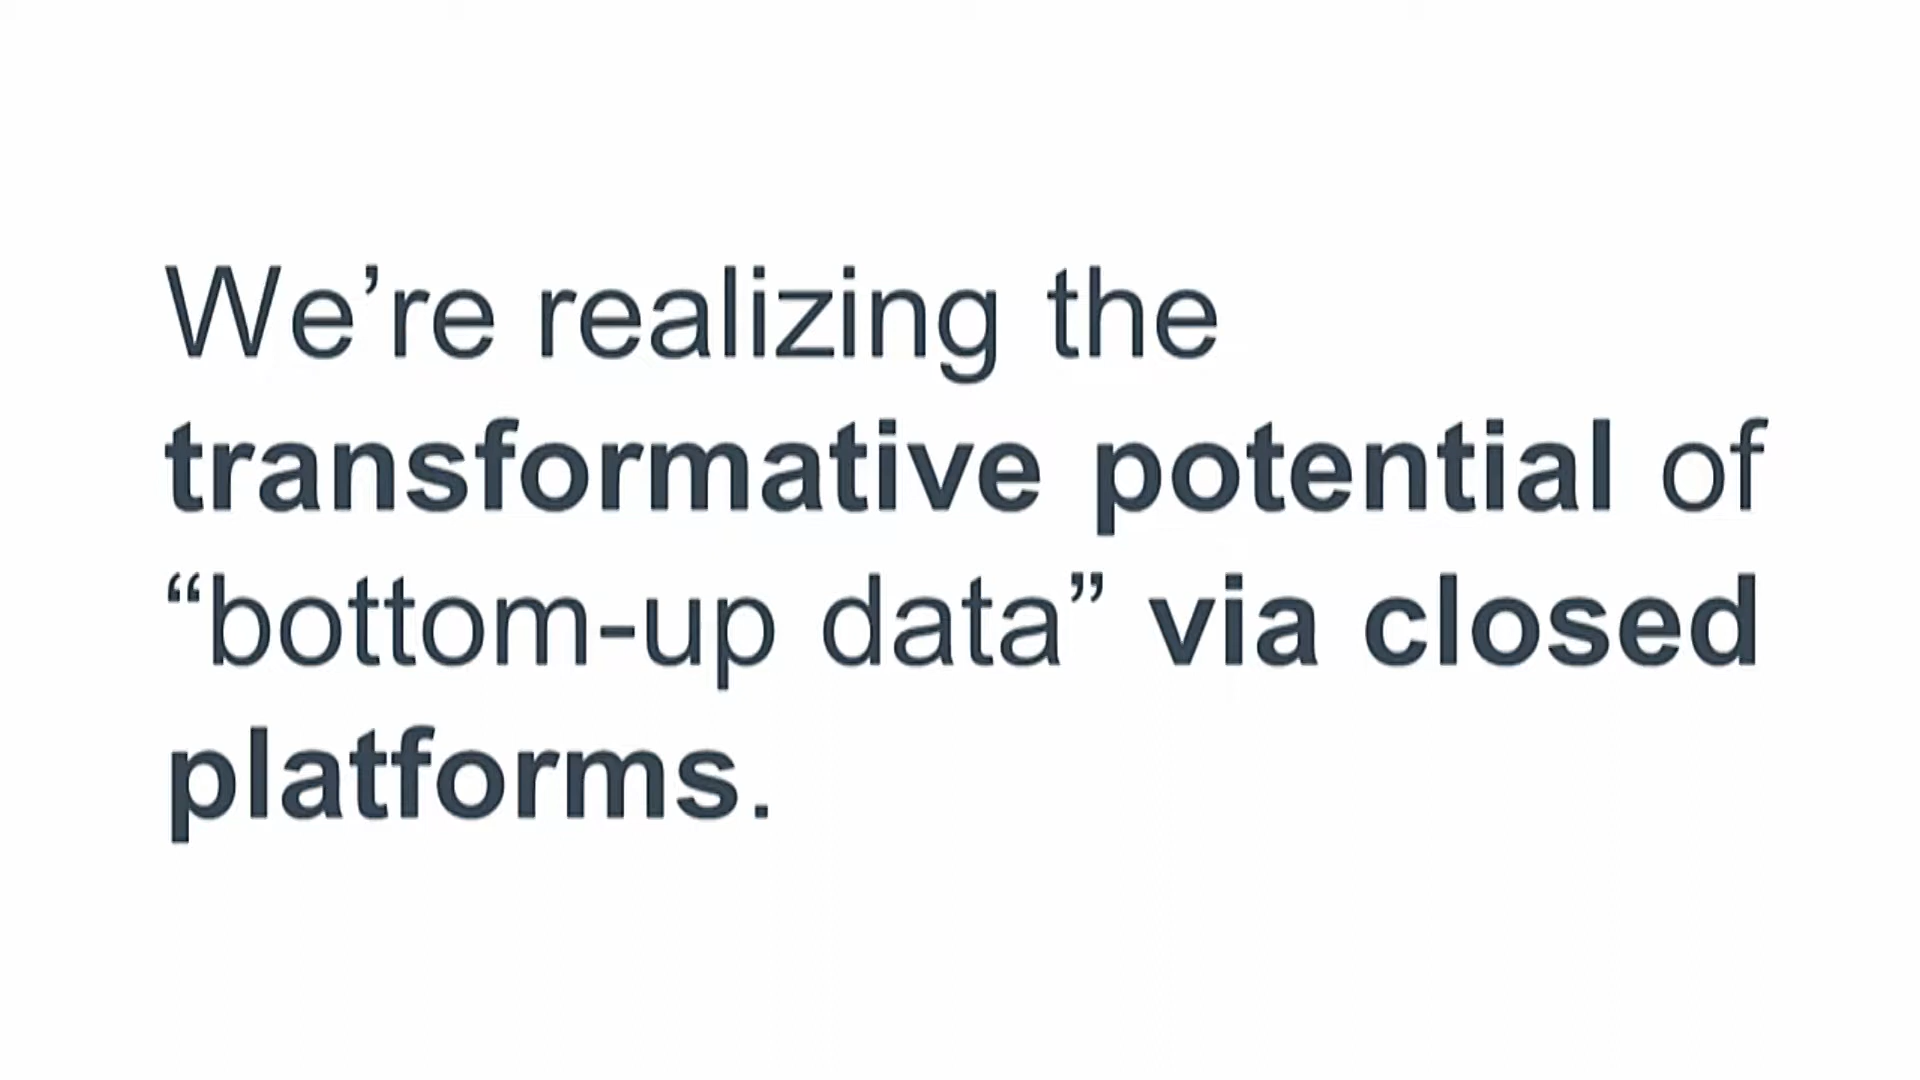 We’re realizing the
transformative potential of
“bottom-up data” via closed
platforms.